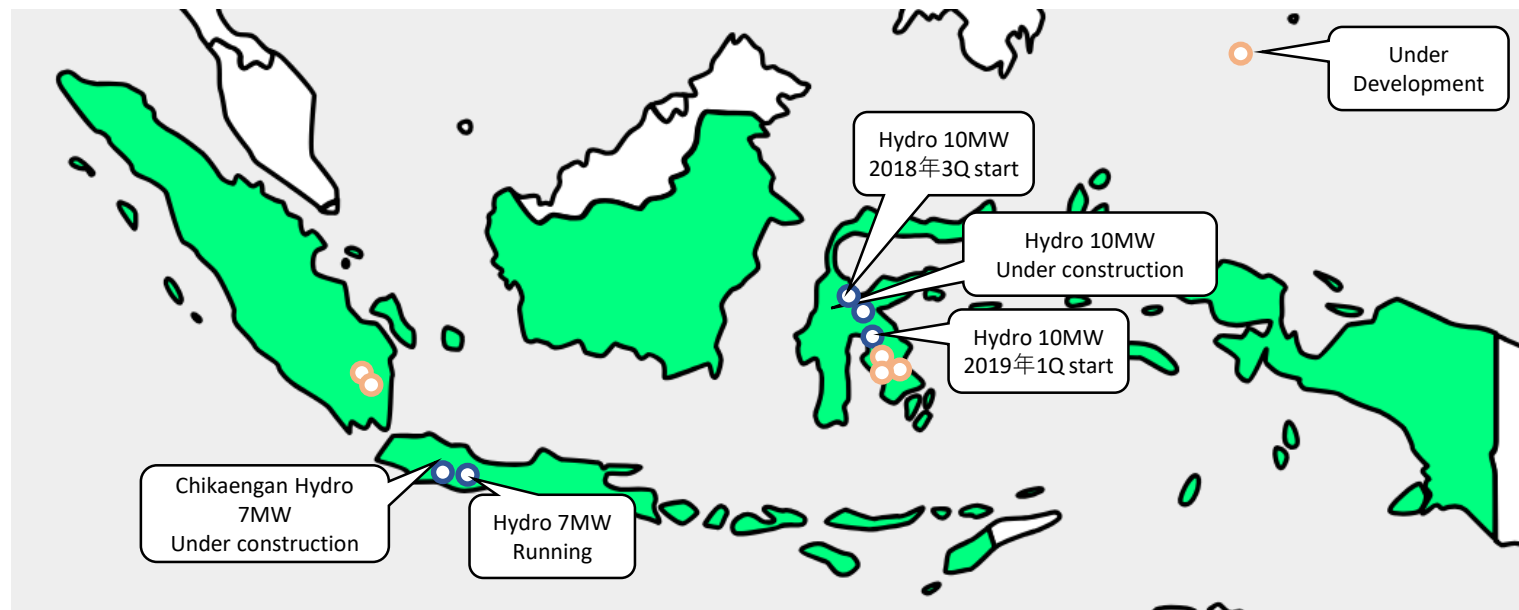 Under
Development
Hydro 10MW
2018年3Q start
Hydro 10MW
Under construction
Hydro 10MW
2019年1Q start
Chikaengan Hydro
7MW
Under construction
Hydro 7MW
Running